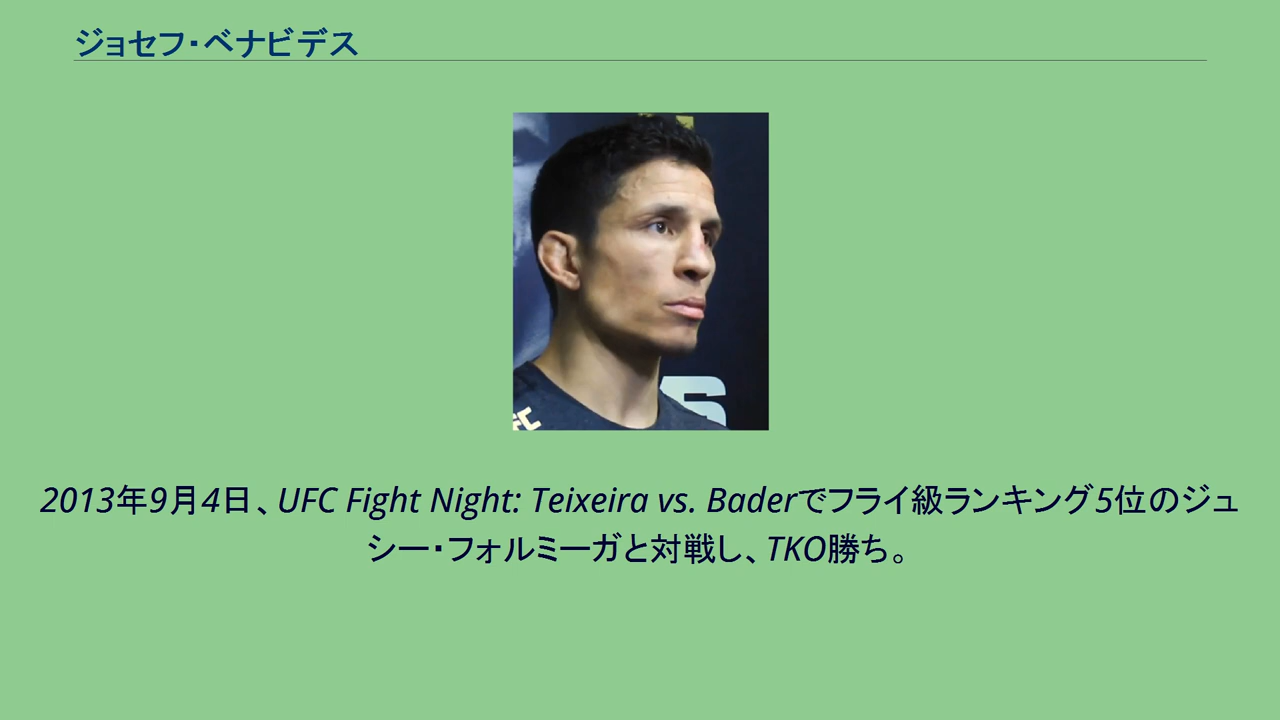 ジョセフ・ベナビデス
FC
S
2013年9月4日、UFC Fight Night: Teixeira vs. Baderでフライ級ランキング5位のジュ
シー・フォルミーガと対戦し、TKO勝ち。